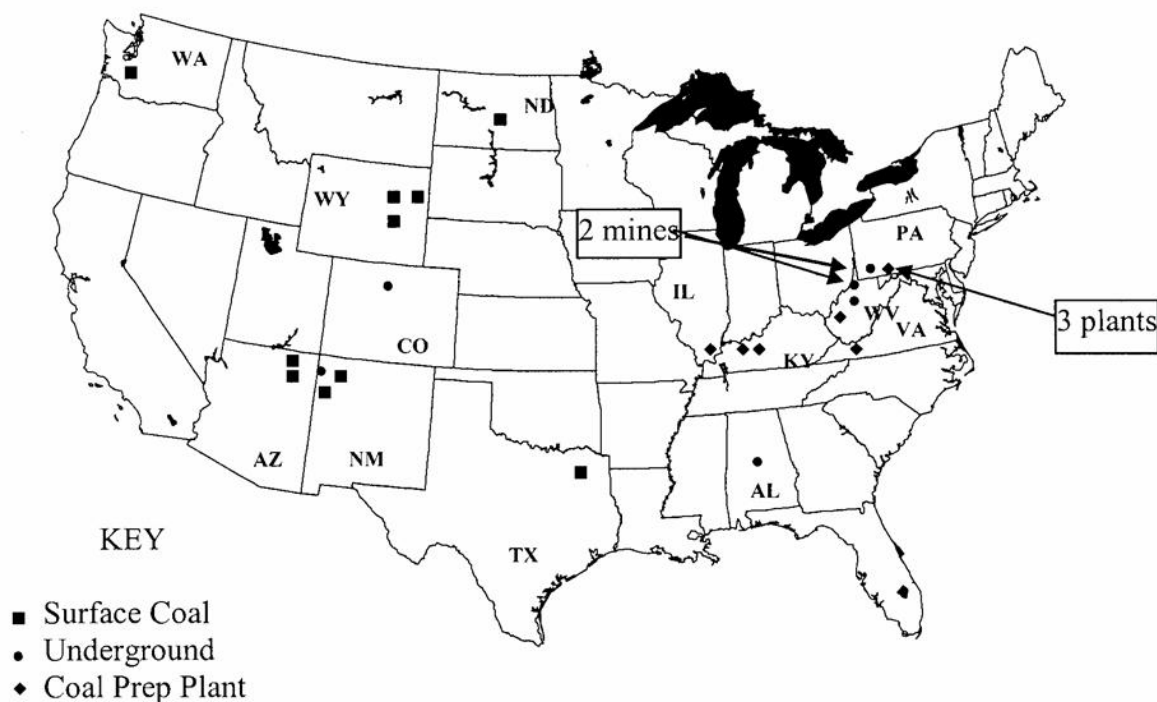 WA
ND
WY
2 mines
PA
IL
WV
VA
3 plants
CO
KY
AZ
NM
AL
TX
KEY
Surface Coal
Underground
Coal Prep Plant